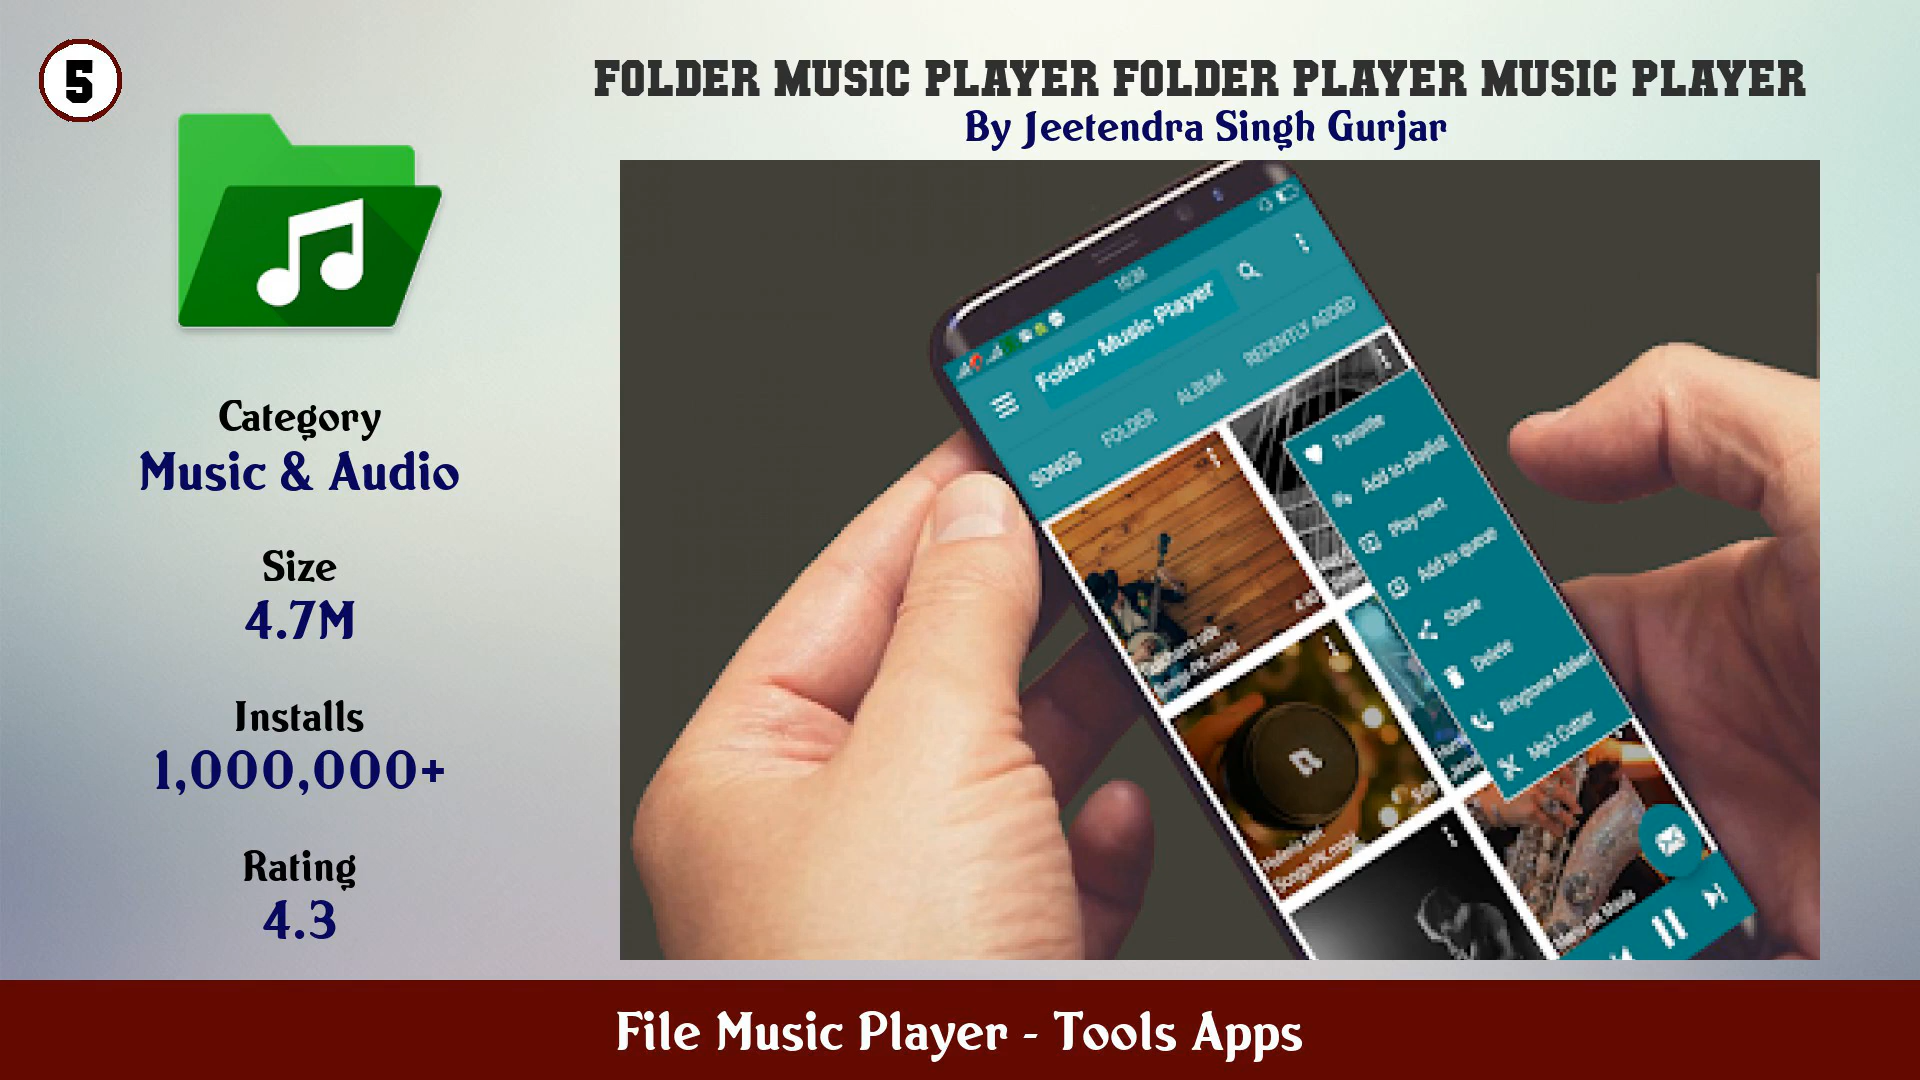 5
FOLDER MUSIC PLAYER FOLDER PLAYER MUSIC PLAYER
By Jeetendra Singh Gurjar
Category
Music & Audio
Size
4.7M
Installs
1,000,000+
Rating
4.3
Folder Music Player
SONGS FOLDER ALBUM RECENTLY ADDED
Favorite
Add to playlist
Play next
Add to queue
Share
Delete
Ringtone Maker
Mp3 Cutter
File Music Player - Tools Apps